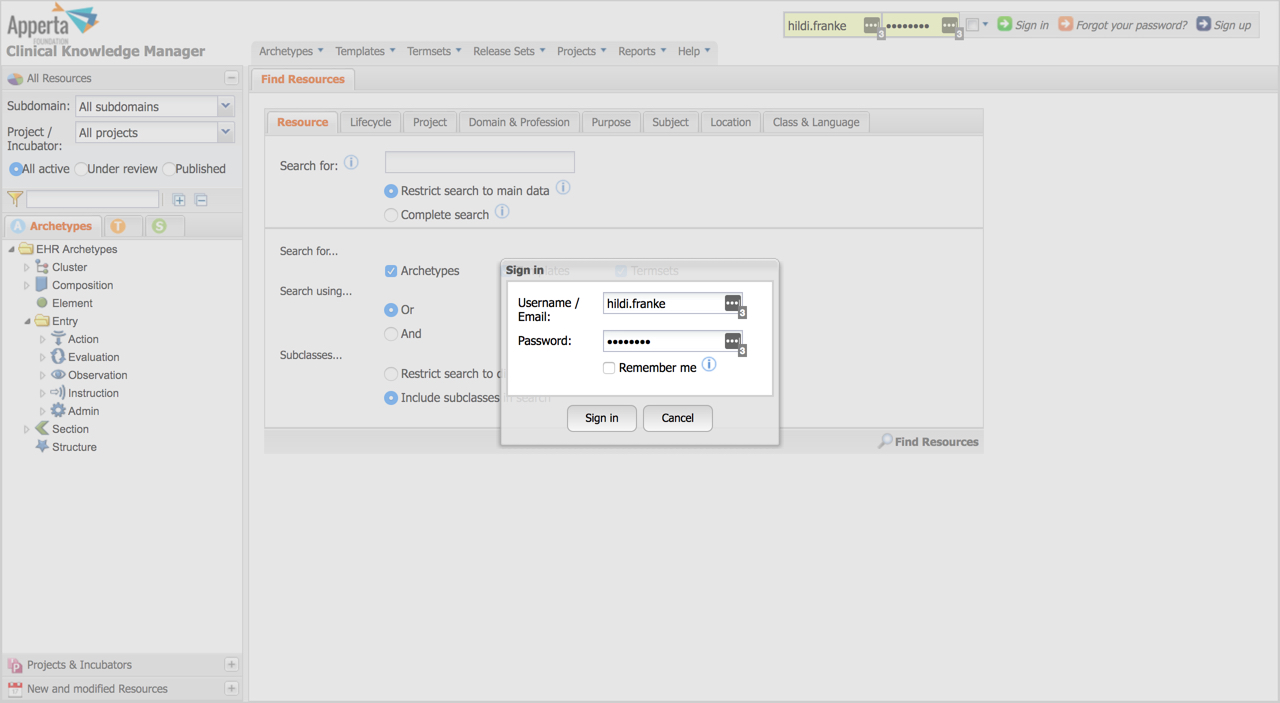 Apperta
FOUNDATION
Clinical Knowledge Manager
hildi.franke 3 •••••••• 3 Sign in Forgot your password? Sign up
Archetypes Templates Termsets Release Sets Projects Reports Help
All Resources
Subdomain: All subdomains
Project / Incubator: All projects
All active Under review Published
A Archetypes T S
EHR Archetypes
Cluster
Composition
Element
Entry
Action
Evaluation
Observation
Instruction
Admin
Section
Structure
Projects & Incubators
New and modified Resources
Find Resources
Resource Lifecycle Project Domain & Profession Purpose Subject Location Class & Language
Search for:
Restrict search to main data
Complete search
Search for...
Archetypes Termsets
Search using...
Or
And
Subclasses...
Restrict search to
Include subclasses in search
Find Resources
Sign in
Username /
Email:
hildi.franke 3
Password: •••••••• 3
Remember me
Sign in Cancel